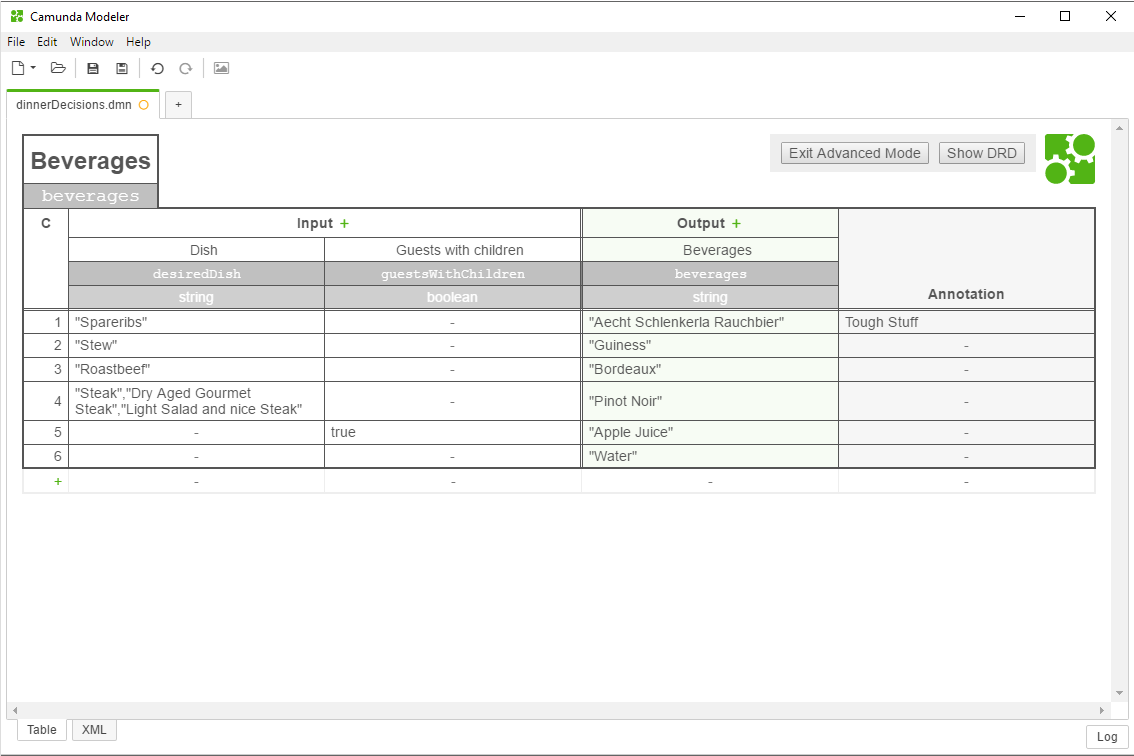 Camunda Modeler
File Edit Window Help
dinnerDecisions.dmn +
Beverages
beverages
Exit Advanced Mode Show DRD
C Input + Output + Annotation
Dish Guests with children Beverages
desiredDish guestsWithChildren beverages
string boolean string
1 "Spareribs" - "Aecht Schlenkerla Rauchbier" Tough Stuff
2 "Stew" - "Guiness" -
3 "Roastbeef" - "Bordeaux" -
4 "Steak","Dry Aged Gourmet
Steak","Light Salad and nice Steak" - "Pinot Noir" -
5 - true "Apple Juice" -
6 - - "Water" -
+ - - - -
Table XML
Log